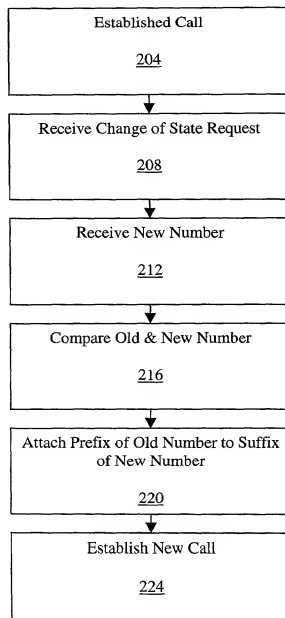 Established Call
204
Receive Change of State Request
208
Receive New Number
212
Compare Old & New Number
216
Attach Prefix of Old Number to Suffix
of New Number
220
Establish New Call
224